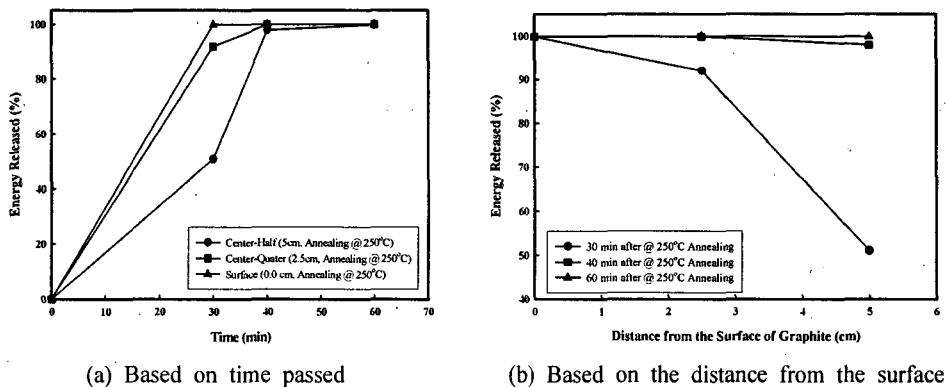 100
80
60
40
20
0
0 10 20 30 40 50 60 70
Energy Released (%)
Time (min)
Center-Half (5cm, Annealing @ 250°C)
Center-Quater (2.5cm, Annealing @ 250°C)
Surface (0.0 cm, Annealing @ 250°C)
(a) Based on time passed
100
90
80
70
60
50
40
0 1 2 3 4 5 6
Energy Released (%)
Distance from the Surface of Graphite (cm)
30 min after @ 250°C Annealing
40 min after @ 250°C Annealing
60 min after @ 250°C Annealing
(b) Based on the distance from the surface